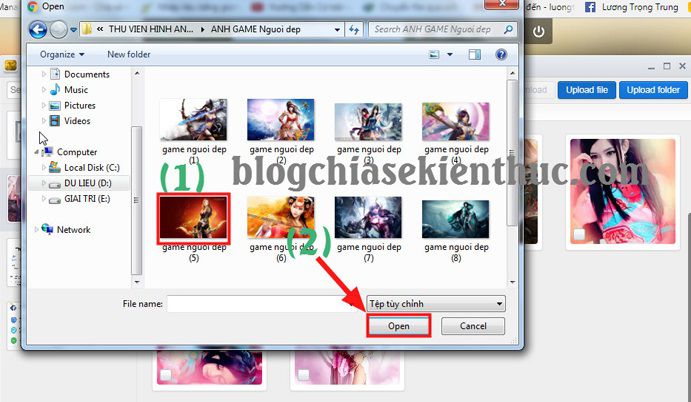 Open
THU VIEN HINH AN...
ANH GAME Nguoi dep
Search ANH GAME Nguoi dep
Organize
New folder
Documents
Music
Pictures
Videos
Computer
Local Disk (C:)
DU LIEU (D:)
GIAI TRI (E:)
Network
game nguoi dep (1)
game nguoi dep (2)
game nguoi dep (3)
game nguoi dep (4)
blogchiasekienthuc.com
(1)
game nguoi dep (5)
game nguoi dep (6)
game nguoi dep (7)
game nguoi dep (8)
(2)
File name:
Tệp tùy chỉnh
Open
Cancel
Lương Trọng Trung
Upload file
Upload folder